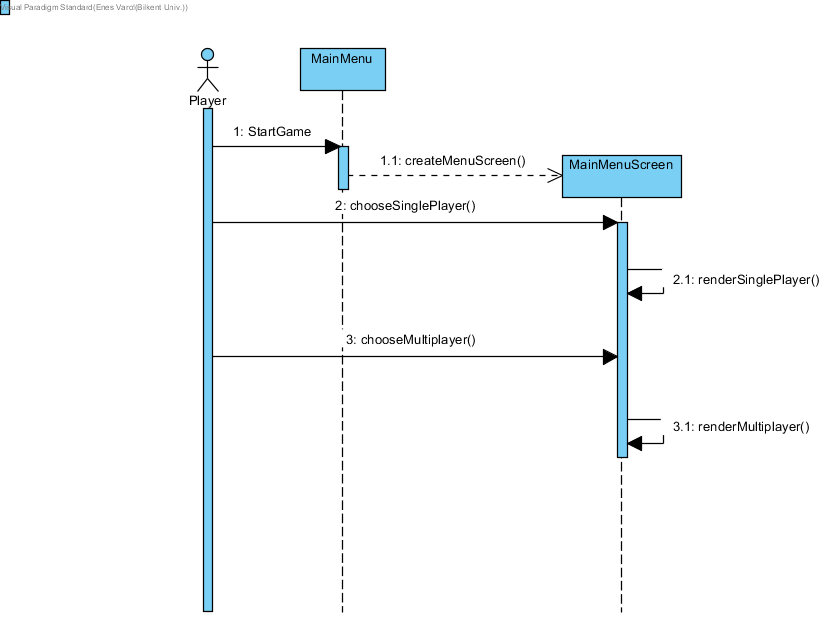 Visual Paradigm Standard(Enes Varol(Bilkent Univ.))
MainMenu
Player
1: StartGame
1.1: createMenuScreen()
MainMenuScreen
2: chooseSinglePlayer()
2.1: renderSinglePlayer()
3: chooseMultiplayer()
3.1: renderMultiplayer()